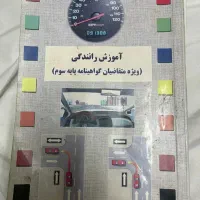 آموزش رانندگی
(ویژه متقاضیان گواهینامه پایه سوم)